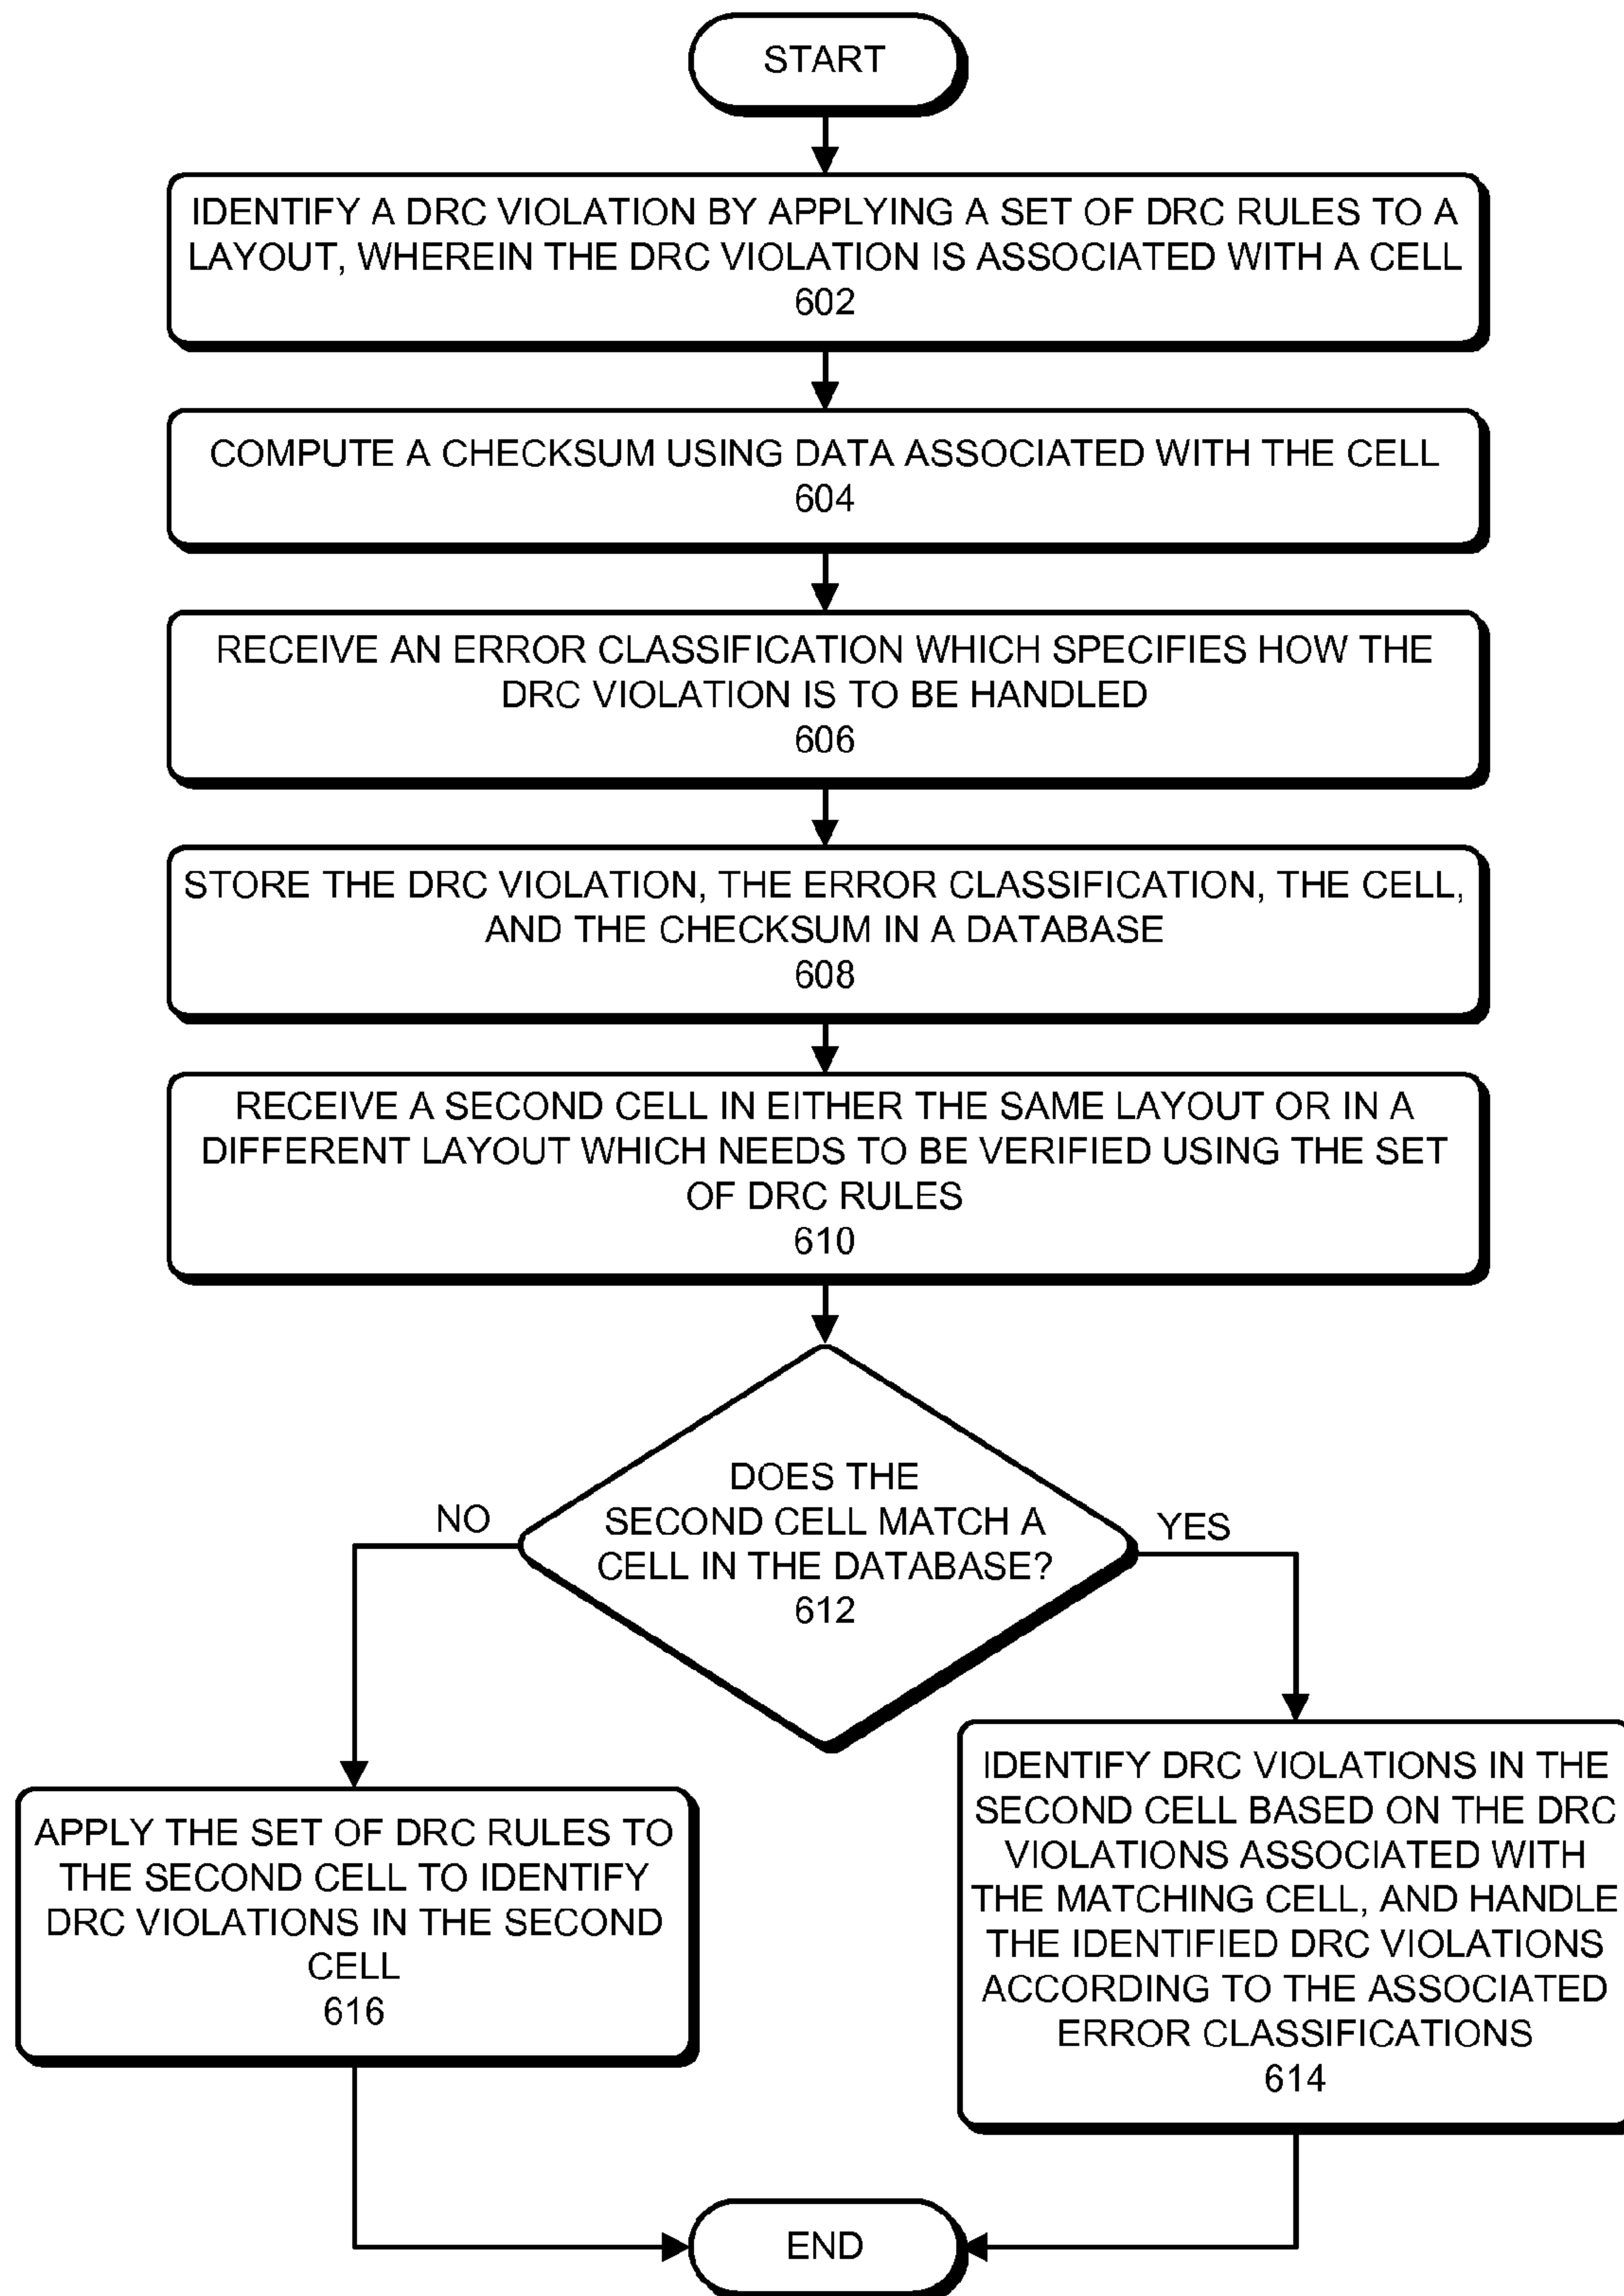 START
IDENTIFY A DRC VIOLATION BY APPLYING A SET OF DRC RULES TO A
LAYOUT, WHEREIN THE DRC VIOLATION IS ASSOCIATED WITH A CELL
602
COMPUTE A CHECKSUM USING DATA ASSOCIATED WITH THE CELL
604
RECEIVE AN ERROR CLASSIFICATION WHICH SPECIFIES HOW THE
DRC VIOLATION IS TO BE HANDLED
606
STORE THE DRC VIOLATION, THE ERROR CLASSIFICATION, THE CELL,
AND THE CHECKSUM IN A DATABASE
608
RECEIVE A SECOND CELL IN EITHER THE SAME LAYOUT OR IN A
DIFFERENT LAYOUT WHICH NEEDS TO BE VERIFIED USING THE SET
OF DRC RULES
610
DOES THE
SECOND CELL MATCH A
CELL IN THE DATABASE?
612
NO
YES
APPLY THE SET OF DRC RULES TO
THE SECOND CELL TO IDENTIFY
DRC VIOLATIONS IN THE SECOND
CELL
616
IDENTIFY DRC VIOLATIONS IN THE
SECOND CELL BASED ON THE DRC
VIOLATIONS ASSOCIATED WITH
THE MATCHING CELL, AND HANDLE
THE IDENTIFIED DRC VIOLATIONS
ACCORDING TO THE ASSOCIATED
ERROR CLASSIFICATIONS
614
END